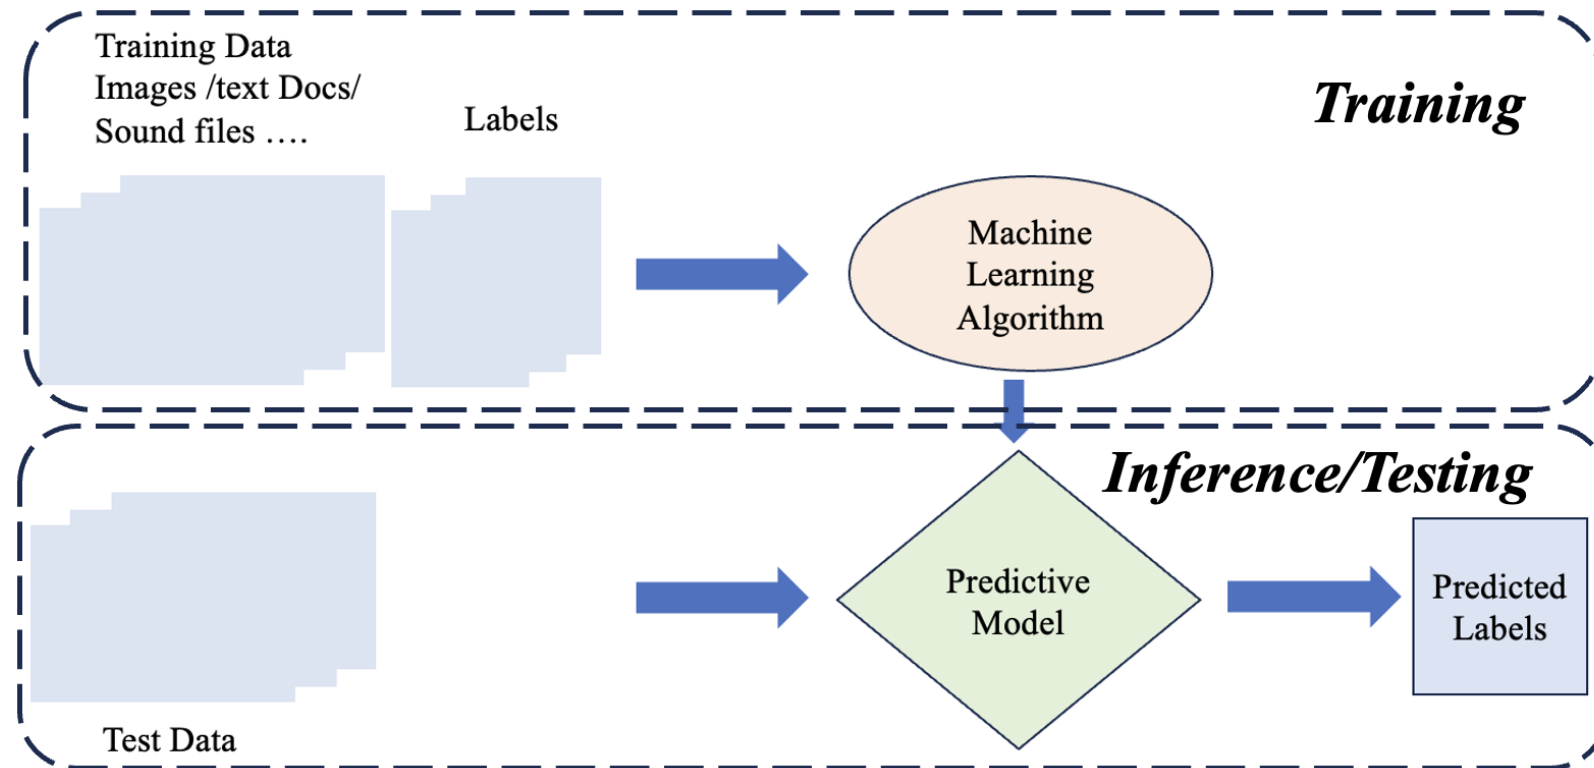 Training Data
Images /text Docs/
Sound files ....
Labels
Training
Machine
Learning
Algorithm
Inference/Testing
Predictive
Model
Predicted
Labels
Test Data